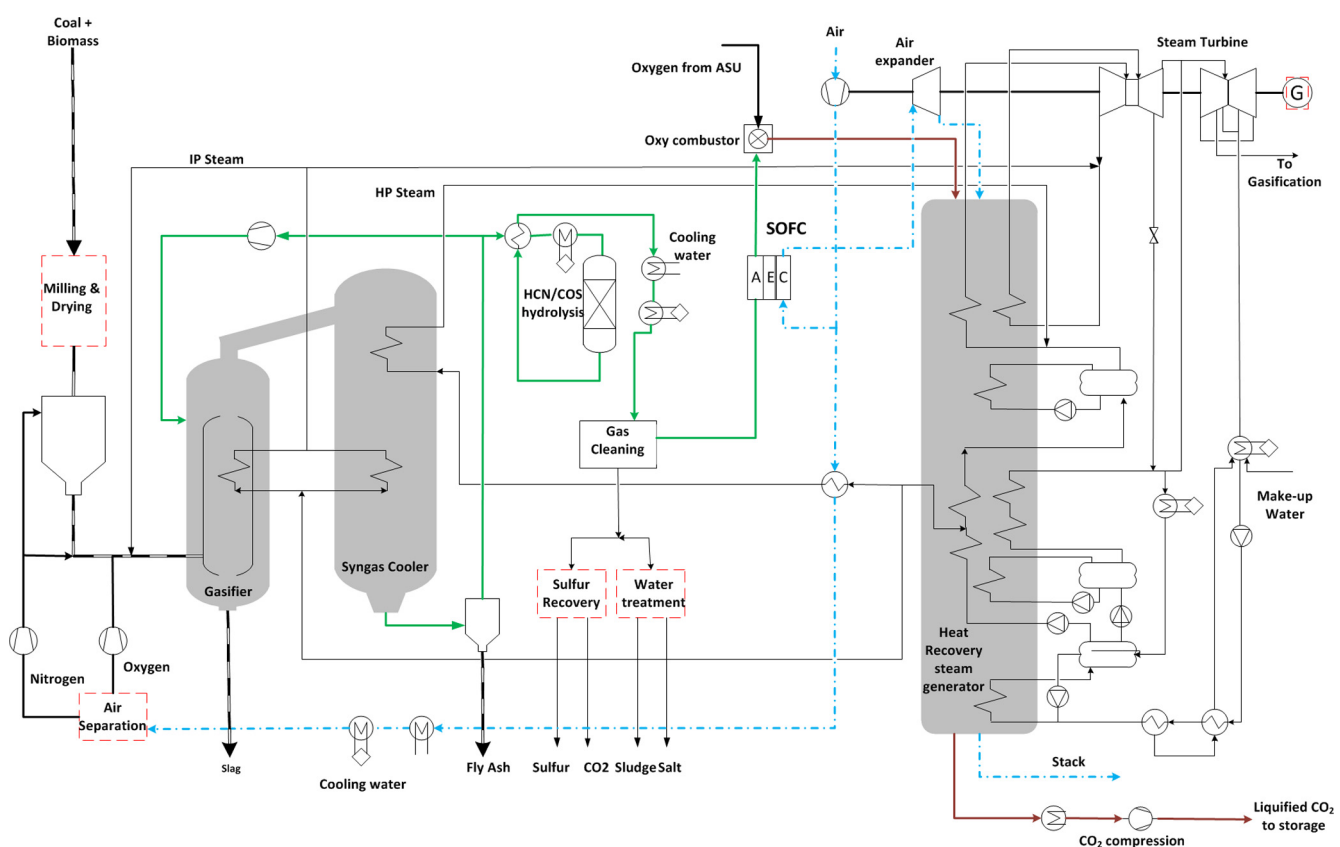 Coal +
Biomass
Air
Air
expander
Steam Turbine
Oxygen from ASU
G
Oxy combustor
IP Steam
To
Gasification
HP Steam
SOFC
Cooling
water
M
A E C
Milling &
Drying
HCN/COS
hydrolysis
Gas
Cleaning
Make-up
Water
Syngas Cooler
Gasifier
Sulfur
Recovery
Water
treatment
Heat
Recovery
steam
generator
Oxygen
Nitrogen
Air
Separation
M
M
Slag
Cooling water
Fly Ash
Sulfur
CO2
Sludge
Salt
Stack
Liquified CO₂
to storage
CO₂ compression